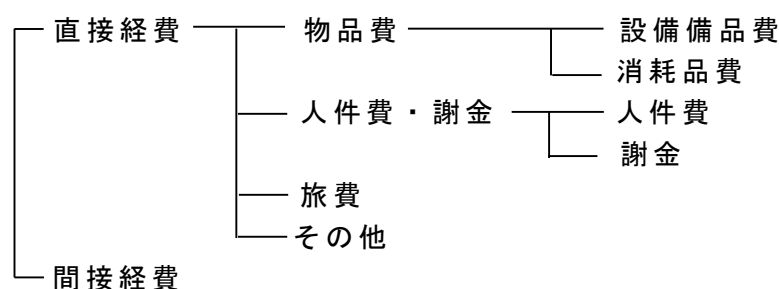 直接経費 物品費 設備備品費
消耗品費
人件費・謝金 人件費
謝金
旅費
その他
間接経費